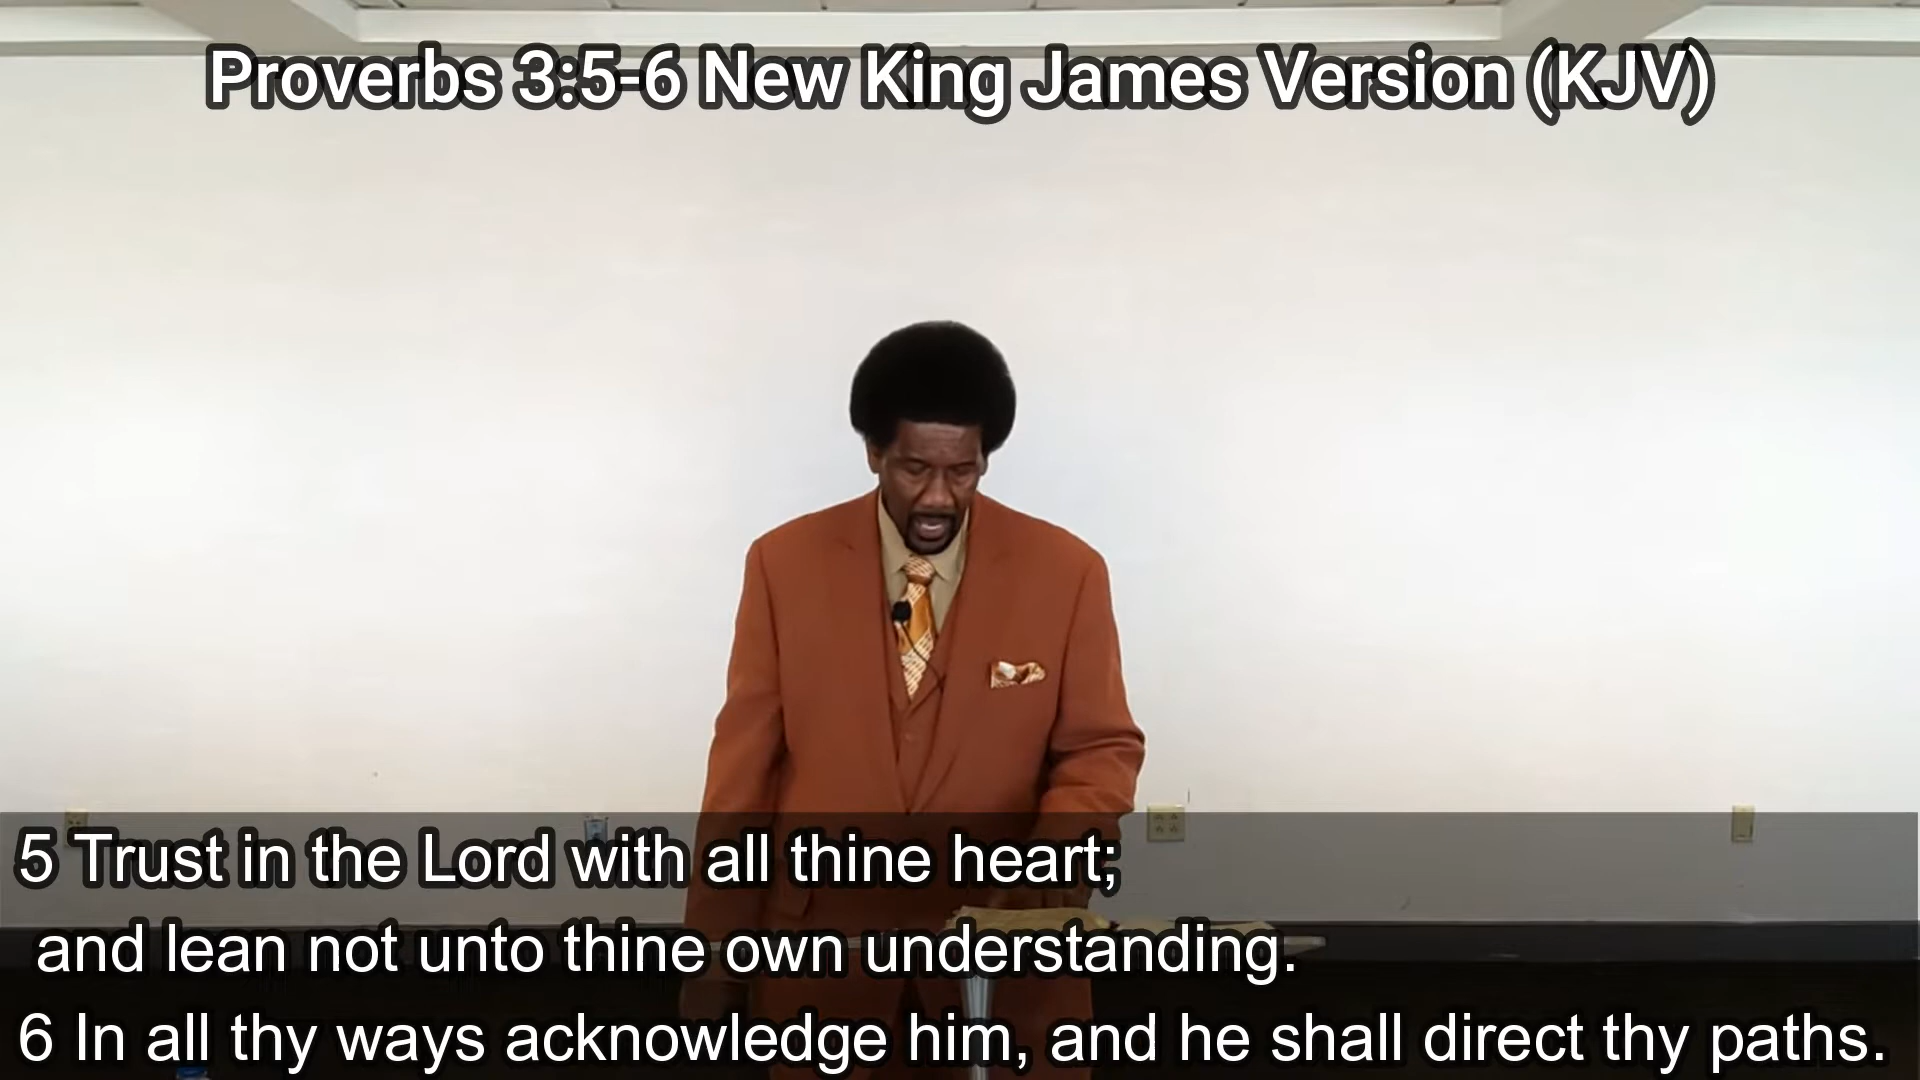 Proverbs 3:5-6 New King James Version (KJV)
5 Trust in the Lord with all thine heart;
and lean not unto thine own understanding.
6 In all thy ways acknowledge him, and he shall direct thy paths.